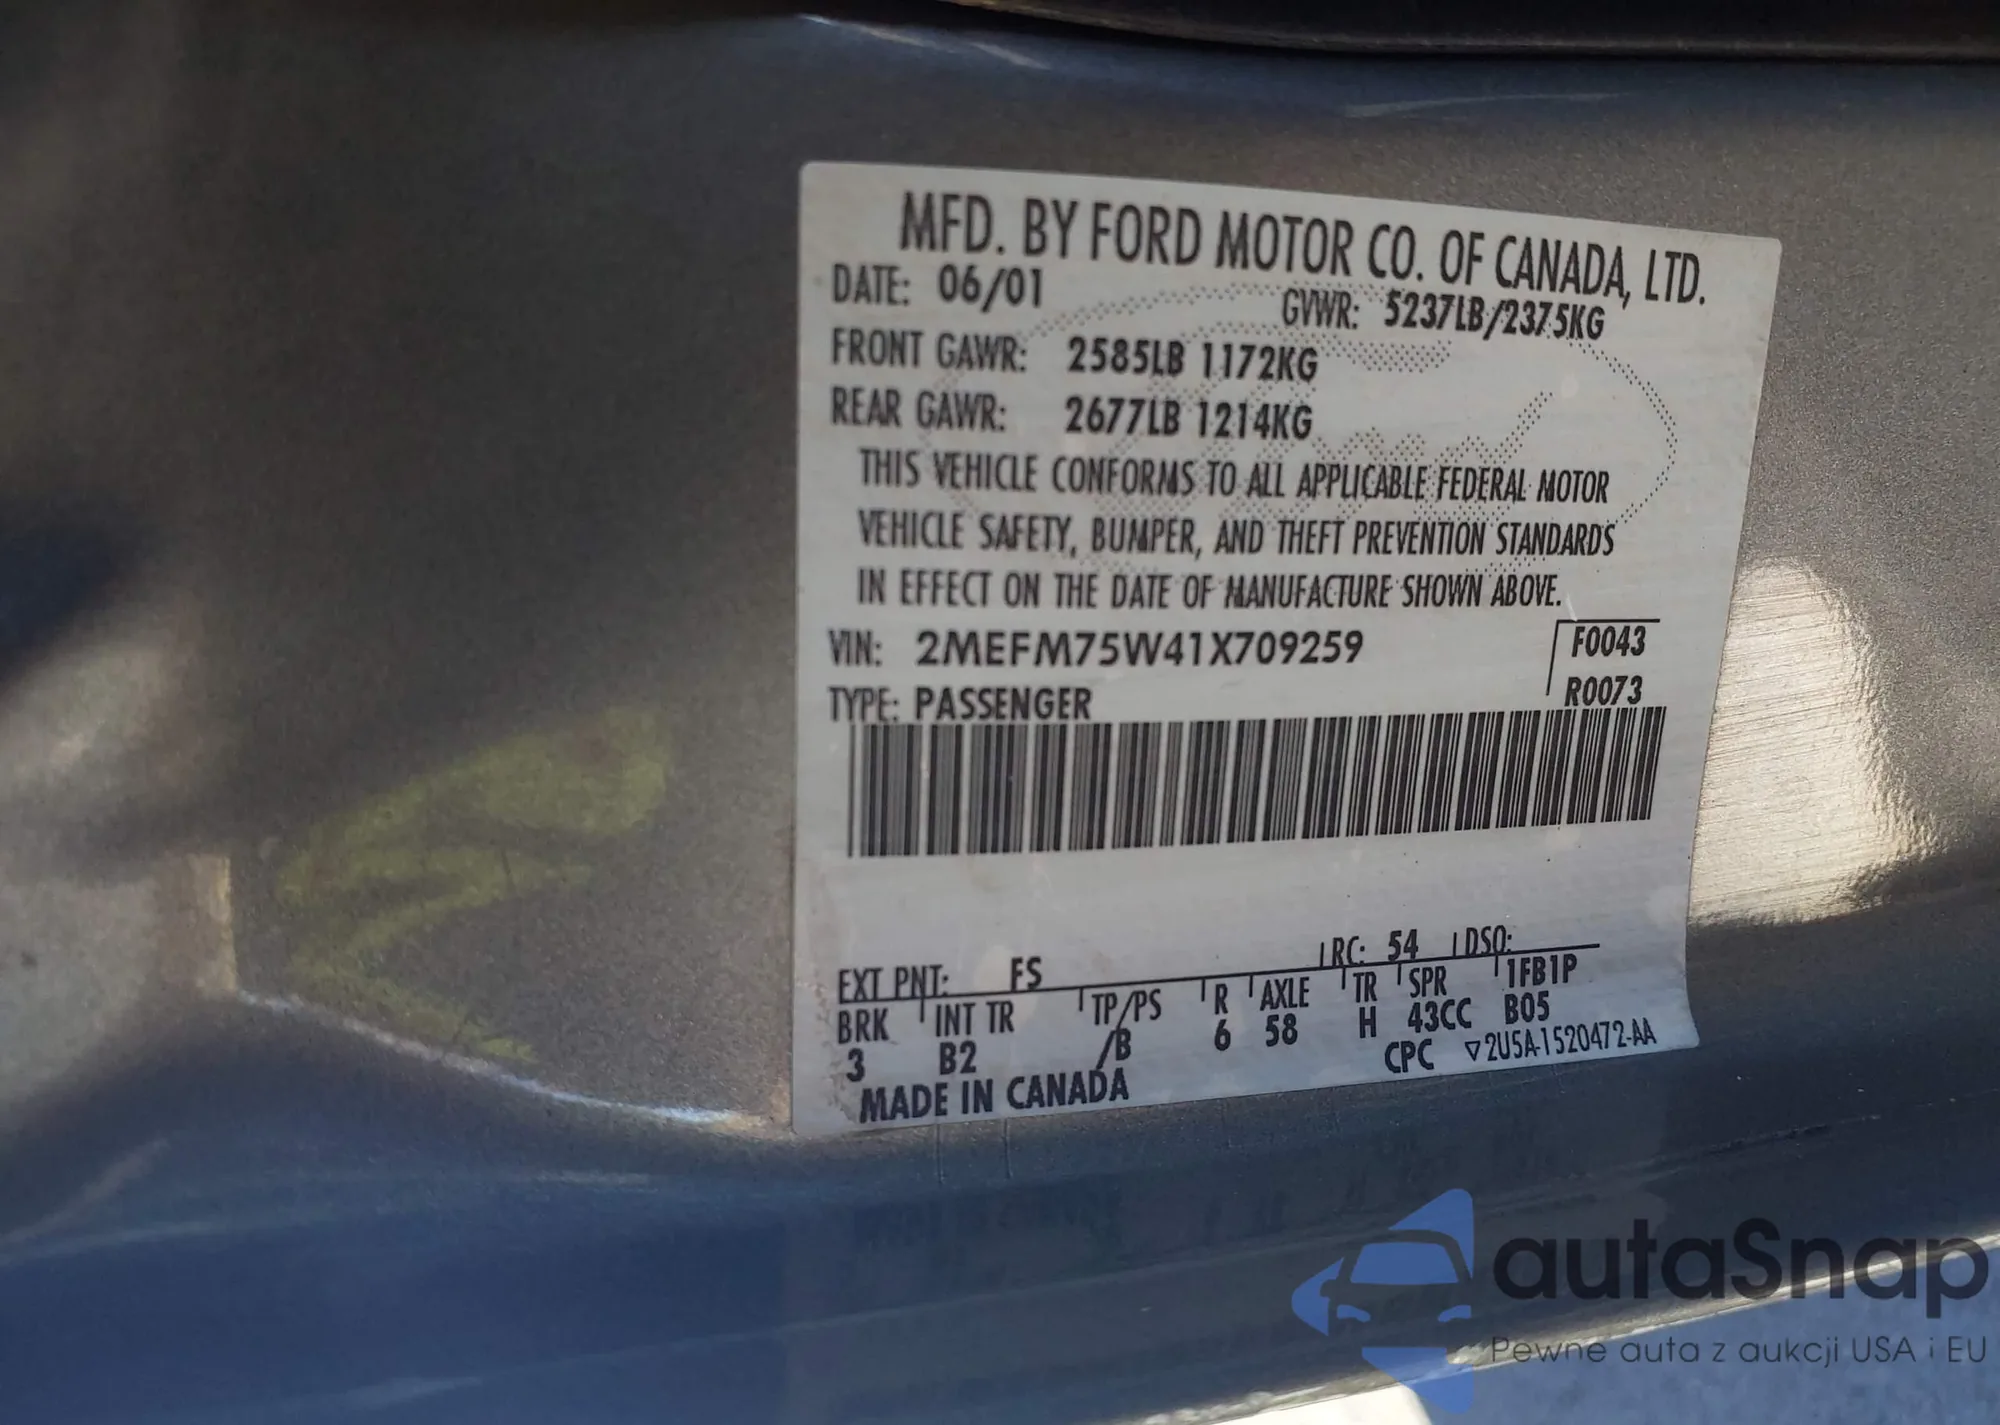 MFD. BY FORD MOTOR CO. OF CANADA, LTD.
DATE: 06/01
GVWR: 5237LB/2375KG
FRONT GAWR: 2585LB 1172KG
REAR GAWR: 2677LB 1214KG
THIS VEHICLE CONFORMS TO ALL APPLICABLE FEDERAL MOTOR
VEHICLE SAFETY, BUMPER, AND THEFT PREVENTION STANDARDS
IN EFFECT ON THE DATE OF MANUFACTURE SHOWN ABOVE.
VIN: 2MEFM75W41X709259
F0043
TYPE: PASSENGER
R0073
EXT PNT: FS RC: 54 DSO:
BRK INT TR TP/PS R AXLE TR SPR 1FB1P
3 B2 /B 6 58 H 43CC B05
MADE IN CANADA CPC ▽2U5A-1520472-AA
autaSnap
Pewne auta z aukcji USA i EU